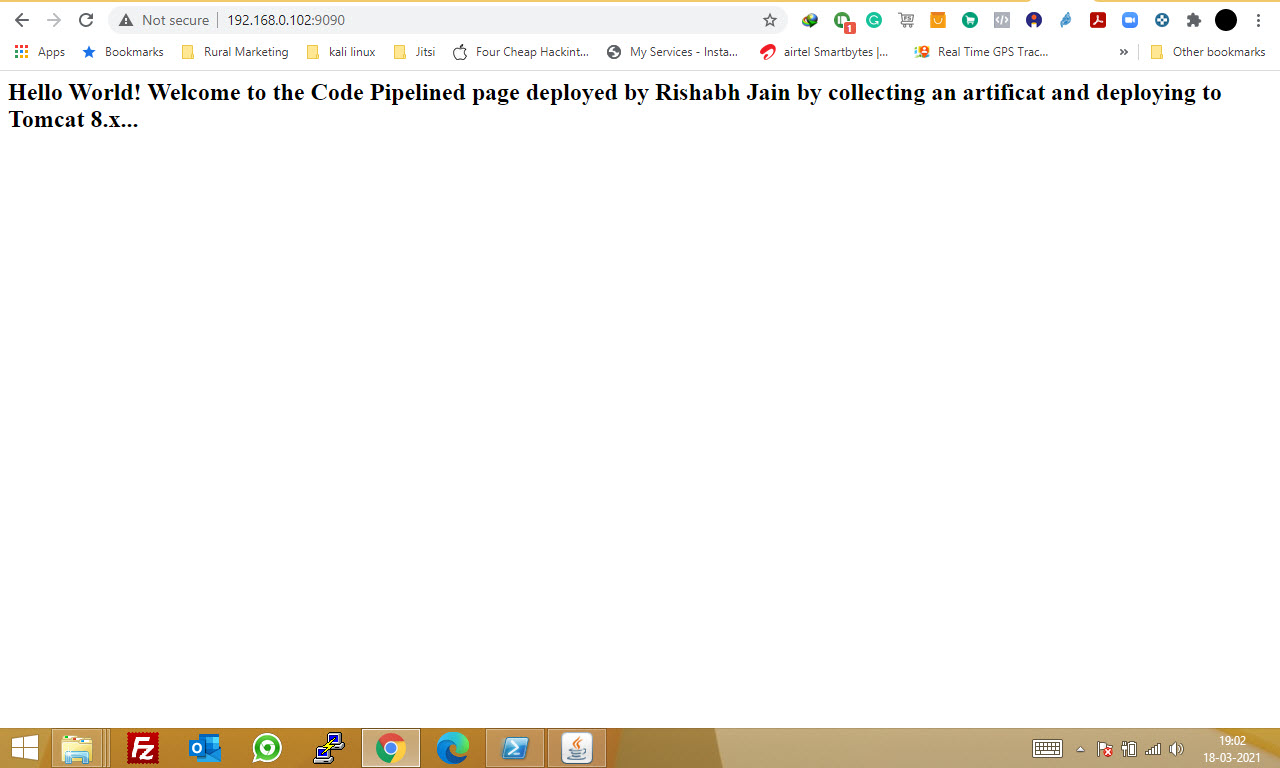 Not secure 192.168.0.102:9090
1
Apps Bookmarks Rural Marketing kali linux Jitsi Four Cheap Hackint... My Services - Insta... airtel Smartbytes |... Real Time GPS Trac... » Other bookmarks
Hello World! Welcome to the Code Pipelined page deployed by Rishabh Jain by collecting an artificat and deploying to
Tomcat 8.x...
19:02
18-03-2021